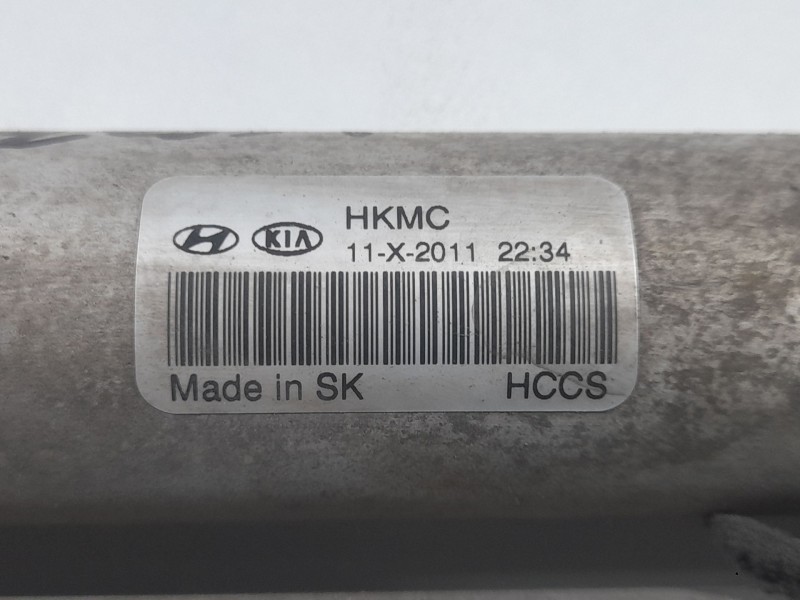 KIA
HKMC
11-X-2011 22:34
Made in SK HCCS